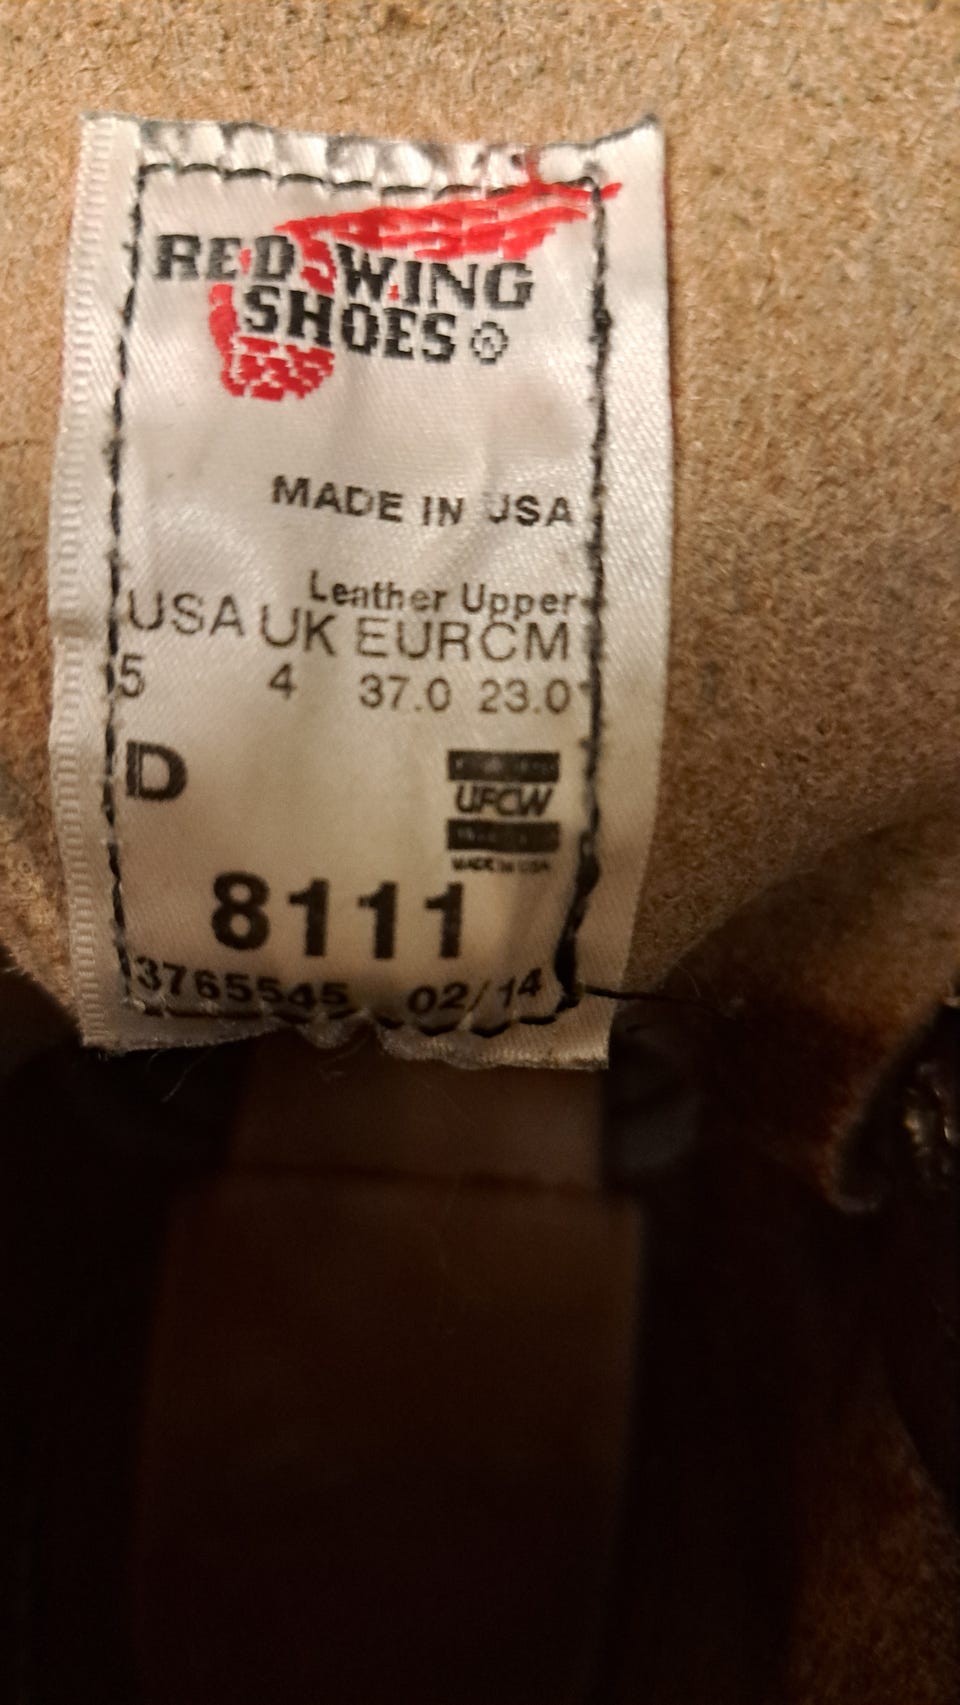 RED WING
SHOES ®
MADE IN USA
Leather Upper
USA UK EUR CM
5 4 37.0 23.0
D
UFCW
MADE IN USA
8111
3765545 02/14